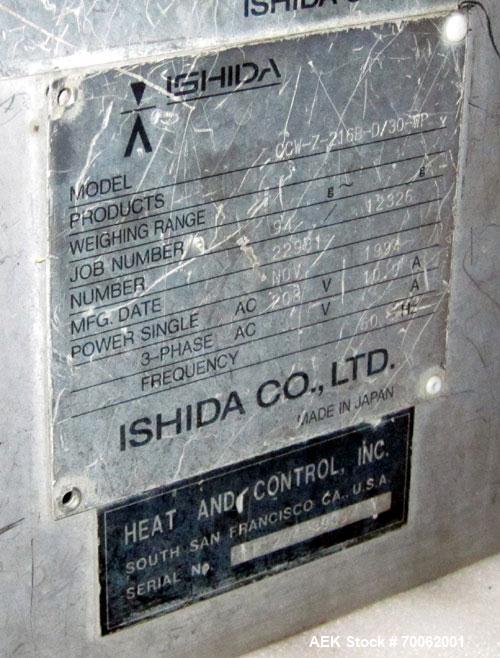 ISHIDA
ISHIDA
MODEL CCW-Z-216B-D/30-WP
PRODUCTS
WEIGHING RANGE g~ g
JOB NUMBER 94 / 12326
NUMBER 22981
MFG. DATE NOV. / 1994
POWER SINGLE AC 208 V 10.0 A
3-PHASE AC V A
FREQUENCY 60 Hz
ISHIDA CO., LTD.
MADE IN JAPAN
HEAT AND CONTROL, INC.
SOUTH SAN FRANCISCO CA., U.S.A.
SERIAL No.
AEK Stock # 70062001